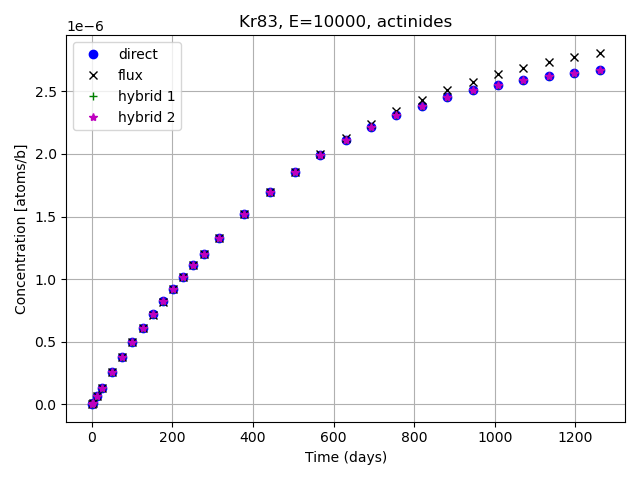 Kr83, E=10000, actinides
1e−6
direct
flux
hybrid 1
hybrid 2
2.5
2.0
1.5
1.0
0.5
0.0
Concentration [atoms/b]
0 200 400 600 800 1000 1200
Time (days)